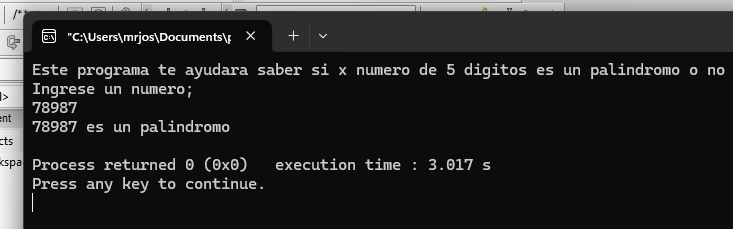 /**
"C:\Users\mrjos\Documents\p
Este programa te ayudara saber si x numero de 5 digitos es un palindromo o no
Ingrese un numero;
78987
78987 es un palindromo
Process returned 0 (0x0)   execution time : 3.017 s
Press any key to continue.